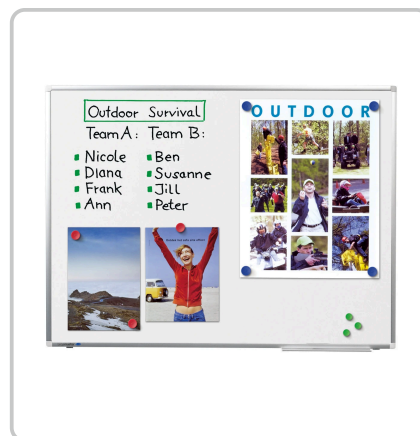 Outdoor Survival
Team A: Team B:
Nicole Ben
Diana Susanne
Frank Jill
Ann Peter
OUTDOOR